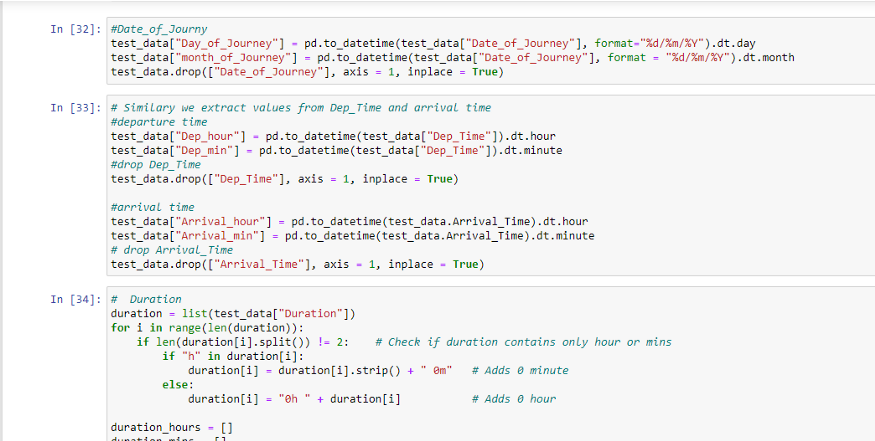 In [32]: #Date_of_Journy
test_data["Day_of_Journey"] = pd.to_datetime(test_data["Date_of_Journey"], format="%d/%m/%Y").dt.day
test_data["month_of_Journey"] = pd.to_datetime(test_data["Date_of_Journey"], format = "%d/%m/%Y").dt.month
test_data.drop(["Date_of_Journey"], axis = 1, inplace = True)
In [33]: # Similary we extract values from Dep_Time and arrival time
#departure time
test_data["Dep_hour"] = pd.to_datetime(test_data["Dep_Time"]).dt.hour
test_data["Dep_min"] = pd.to_datetime(test_data["Dep_Time"]).dt.minute
#drop Dep_Time
test_data.drop(["Dep_Time"], axis = 1, inplace = True)
#arrival time
test_data["Arrival_hour"] = pd.to_datetime(test_data.Arrival_Time).dt.hour
test_data["Arrival_min"] = pd.to_datetime(test_data.Arrival_Time).dt.minute
# drop Arrival_Time
test_data.drop(["Arrival_Time"], axis = 1, inplace = True)
In [34]: # Duration
duration = list(test_data["Duration"])
for i in range(len(duration)):
if len(duration[i].split()) != 2: # Check if duration contains only hour or mins
if "h" in duration[i]:
duration[i] = duration[i].strip() + " 0m" # Adds 0 minute
else:
duration[i] = "0h " + duration[i] # Adds 0 hour
duration_hours = []
duration_mins = []